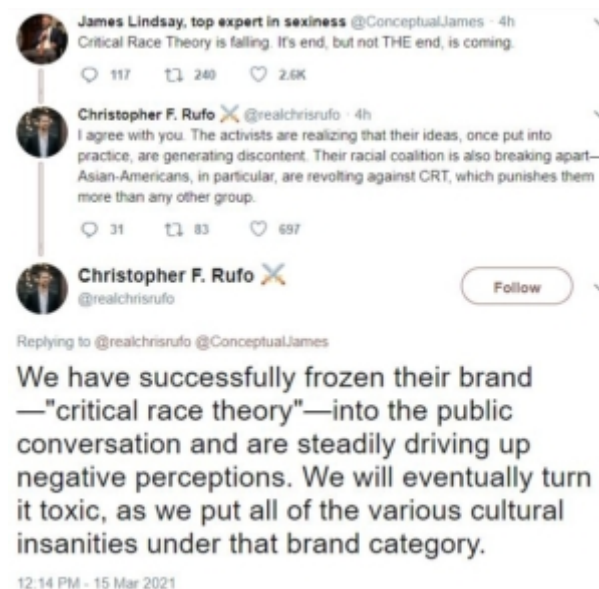 James Lindsay, top expert in sexiness @ConceptualJames · 4h
Critical Race Theory is falling. It's end, but not THE end, is coming.
117 240 2.6K
Christopher F. Rufo ⚔ @realchrisrufo · 4h
I agree with you. The activists are realizing that their ideas, once put into
practice, are generating discontent. Their racial coalition is also breaking apart—
Asian-Americans, in particular, are revolting against CRT, which punishes them
more than any other group.
31 83 697
Christopher F. Rufo ⚔
Follow
@realchrisrufo
Replying to @realchrisrufo @ConceptualJames
We have successfully frozen their brand
—"critical race theory"—into the public
conversation and are steadily driving up
negative perceptions. We will eventually turn
it toxic, as we put all of the various cultural
insanities under that brand category.
12:14 PM - 15 Mar 2021